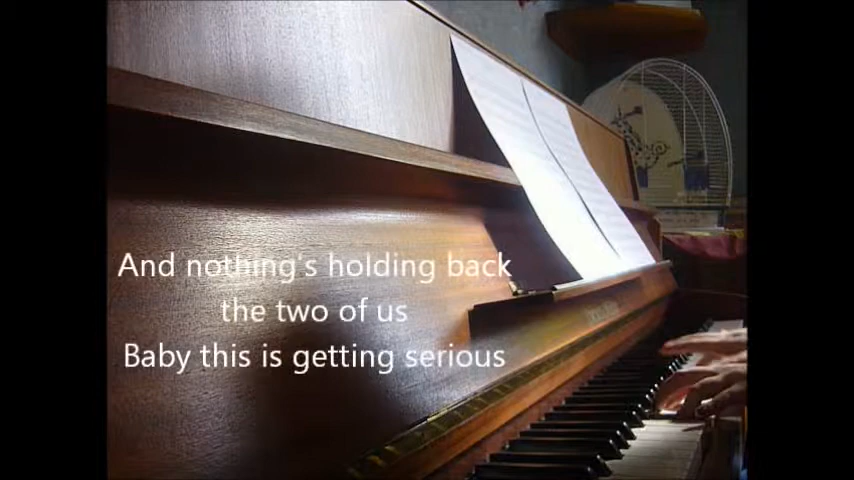 And nothing's holding back
the two of us
Baby this is getting serious